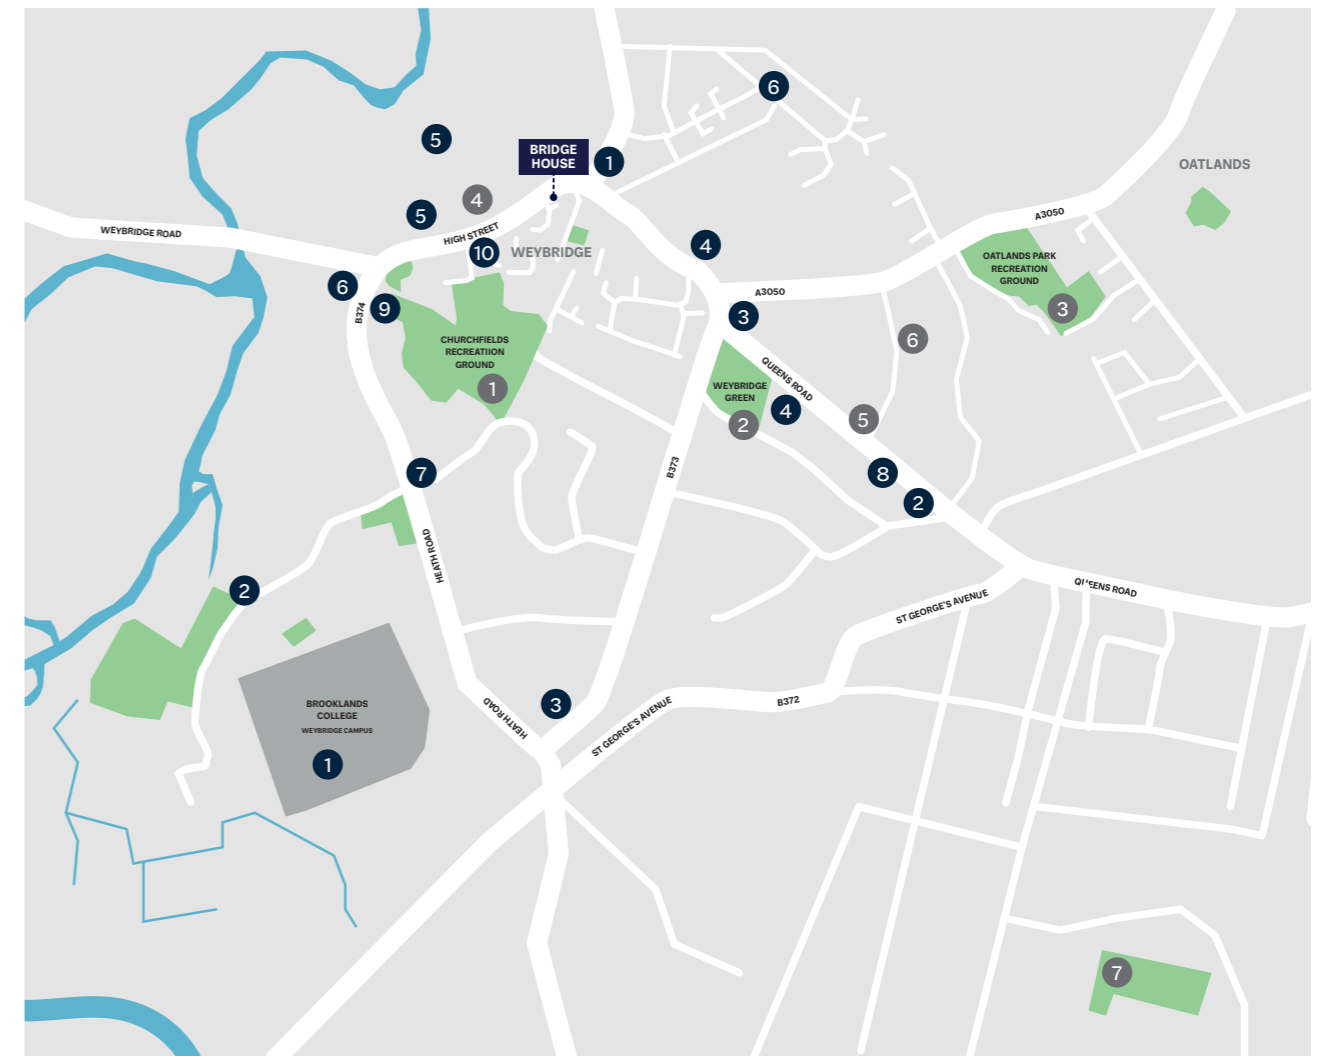 6
5
BRIDGE
HOUSE
1
OATLANDS
4
5
A3050
WEYBRIDGE ROAD
HIGH STREET
10
WEYBRIDGE
4
OATLANDS PARK
RECREATION
GROUND
6
A3050
9
B374
3
3
CHURCHFIELDS
RECREATIION
GROUND
6
1
QUEENS ROAD
WEYBRIDGE
GREEN
4
2
5
B373
7
8
2
HEATH ROAD
2
QUEENS ROAD
ST GEORGE'S AVENUE
BROOKLANDS
COLLEGE
WEYBRIDGE CAMPUS
1
HEATH ROAD
3
ST GEORGE'S AVENUE
B372
7